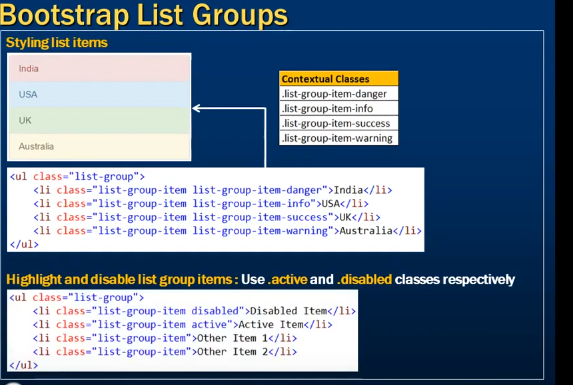 Bootstrap List Groups
Styling list items
India
USA
UK
Australia
Contextual Classes
.list-group-item-danger
.list-group-item-info
.list-group-item-success
.list-group-item-warning
<ul class="list-group">
<li class="list-group-item list-group-item-danger">India</li>
<li class="list-group-item list-group-item-info">USA</li>
<li class="list-group-item list-group-item-success">UK</li>
<li class="list-group-item list-group-item-warning">Australia</li>
</ul>
Highlight and disable list group items : Use .active and .disabled classes respectively
<ul class="list-group">
<li class="list-group-item disabled">Disabled Item</li>
<li class="list-group-item active">Active Item</li>
<li class="list-group-item">Other Item 1</li>
<li class="list-group-item">Other Item 2</li>
</ul>